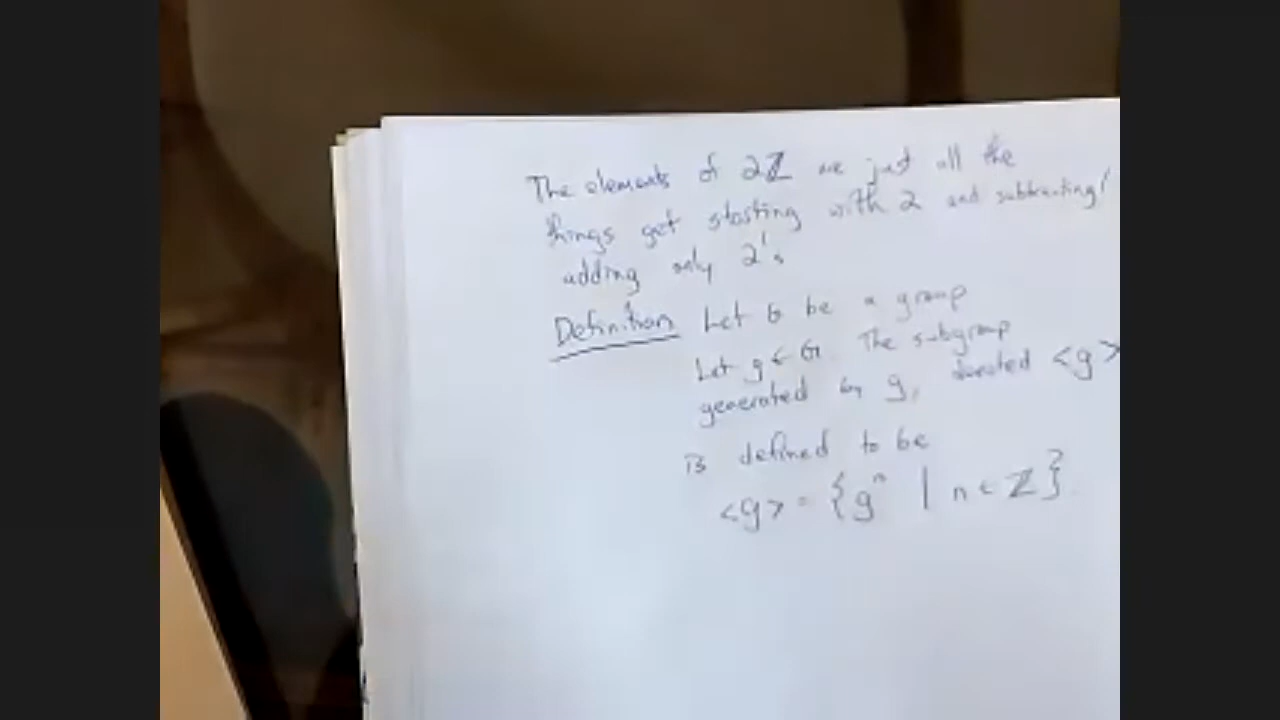 The elements of 2ℤ are just all the
things get starting with 2 and subtracting/
adding only 2's
Definition Let G be a group
Let g ∈ G. The subgroup
generated by g, denoted <g>
is defined to be
<g> = {g^n | n ∈ ℤ}.